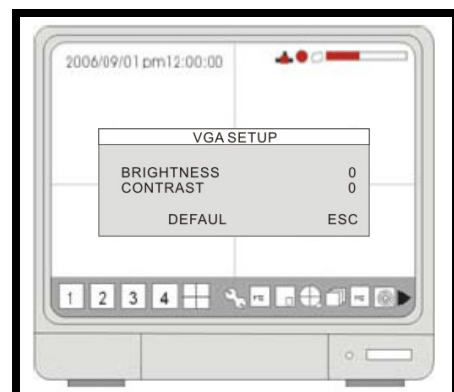 2006/09/01 pm12:00:00
VGA SETUP
BRIGHTNESS 0
CONTRAST 0
DEFAUL ESC
1 2 3 4